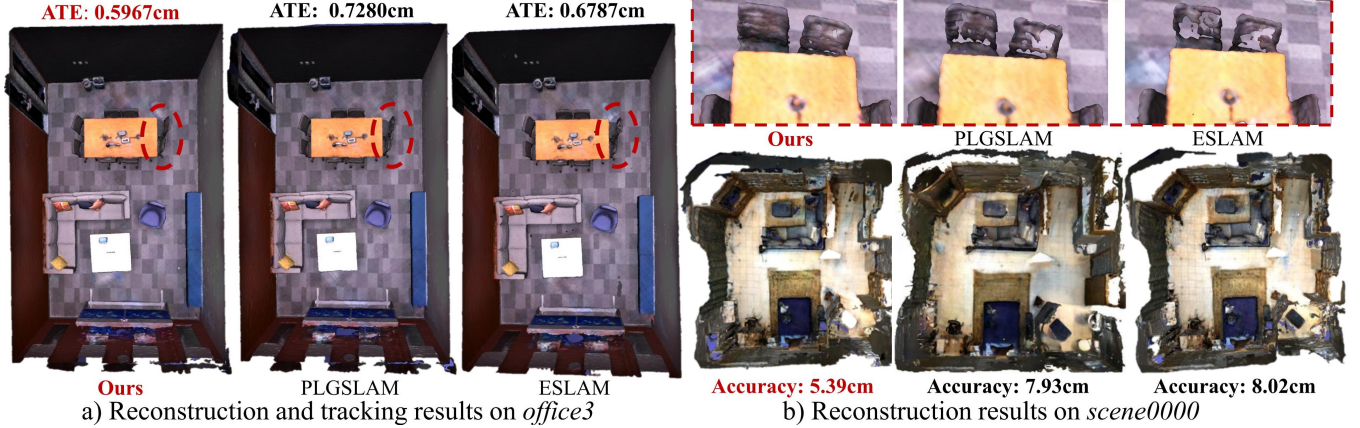 ATE: 0.5967cm
ATE: 0.7280cm
ATE: 0.6787cm
Ours
PLGSLAM
ESLAM
a) Reconstruction and tracking results on office3
Ours
PLGSLAM
ESLAM
Accuracy: 5.39cm
Accuracy: 7.93cm
Accuracy: 8.02cm
b) Reconstruction results on scene0000